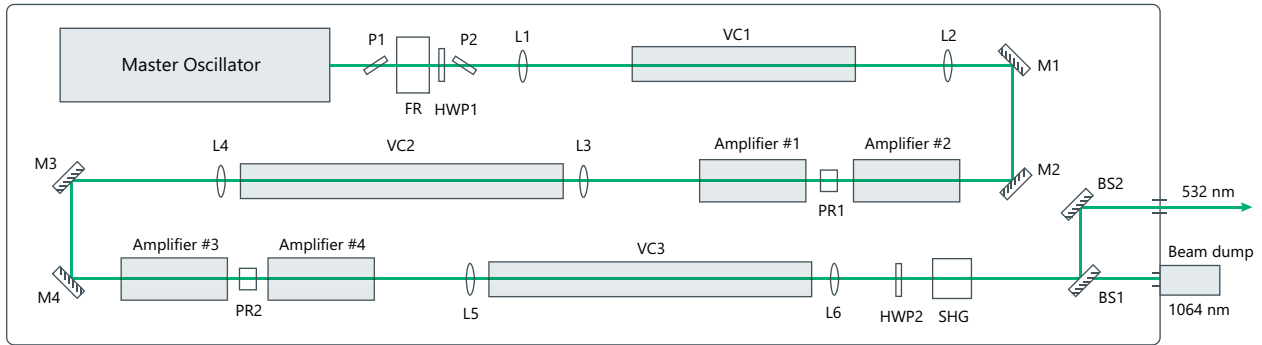 P1
P2
L1
VC1
L2
M1
Master Oscillator
FR
HWP1
M3
L4
VC2
L3
Amplifier #1
Amplifier #2
M2
PR1
BS2
532 nm
Amplifier #3
Amplifier #4
VC3
Beam dump
M4
PR2
L5
L6
HWP2
SHG
BS1
1064 nm